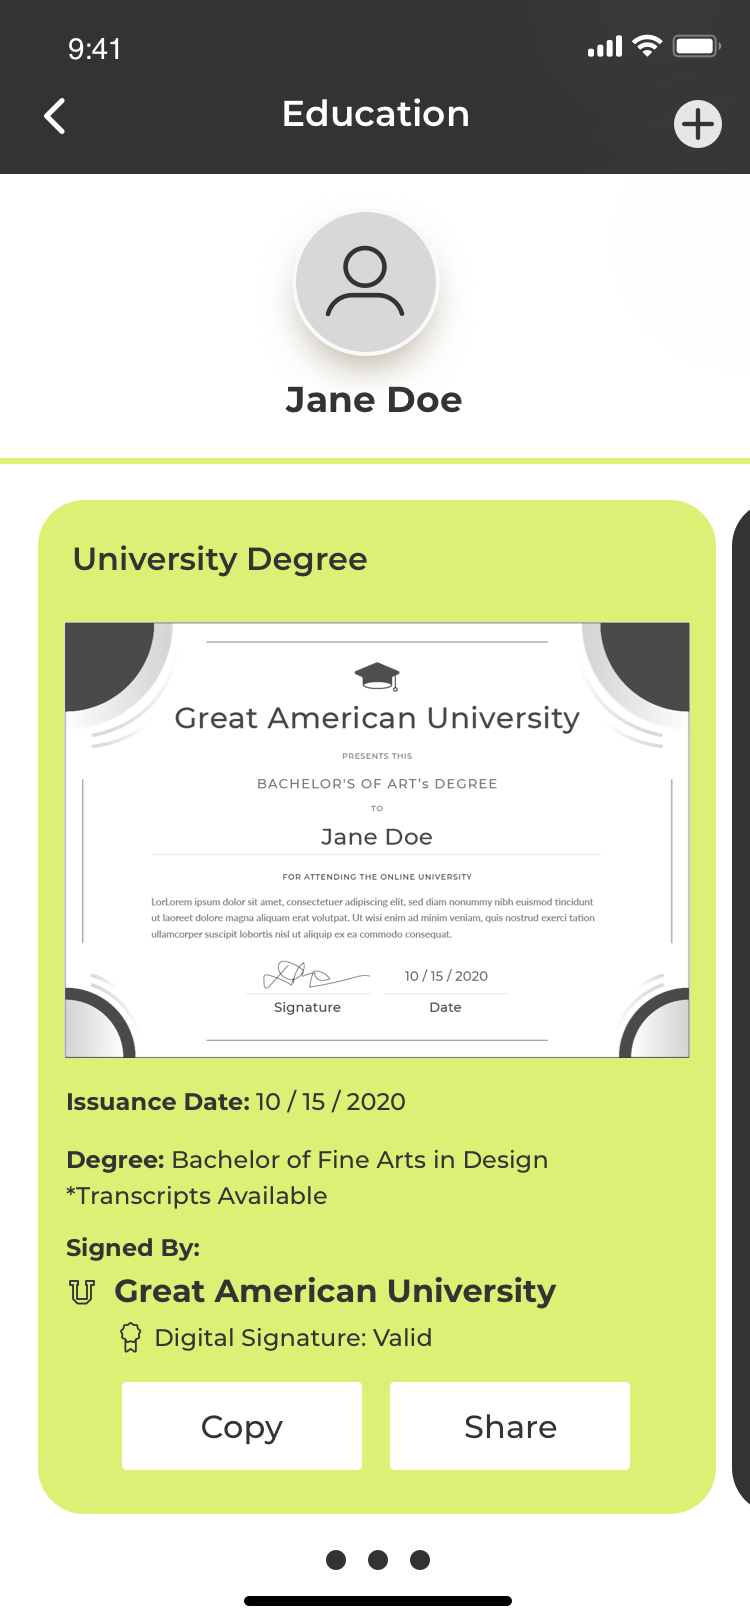 9:41
Education
Jane Doe
University Degree
Great American University
PRESENTS THIS
BACHELOR'S OF ART's DEGREE
TO
Jane Doe
FOR ATTENDING THE ONLINE UNIVERSITY
LorLorem ipsum dolor sit amet, consectetuer adipiscing elit, sed diam nonummy nibh euismod tincidunt
ut laoreet dolore magna aliquam erat volutpat. Ut wisi enim ad minim veniam, quis nostrud exerci tation
ullamcorper suscipit lobortis nisl ut aliquip ex ea commodo consequat.
10 / 15 / 2020
Signature Date
Issuance Date: 10 / 15 / 2020
Degree: Bachelor of Fine Arts in Design
*Transcripts Available
Signed By:
Great American University
Digital Signature: Valid
Copy Share